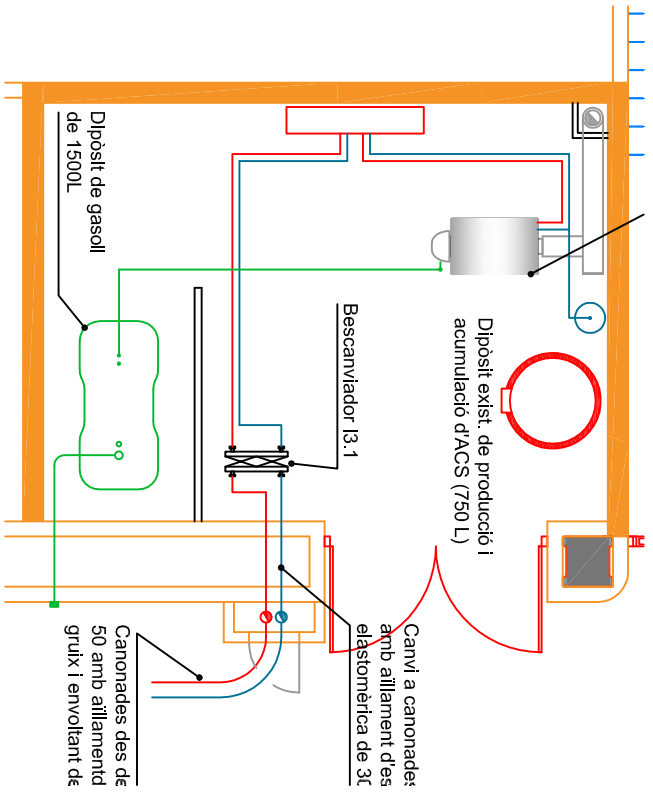 DIpòsIt de gasoIl
de 1500L
Bescanviador I3.1
Dipòsit exist. de producció i
acumulació d'ACS (750 L)
Canvi a canonades
amb aïllament d'es
elastomèrica de 30
Canonades des de
50 amb aïllamentd
gruix i envoltant de